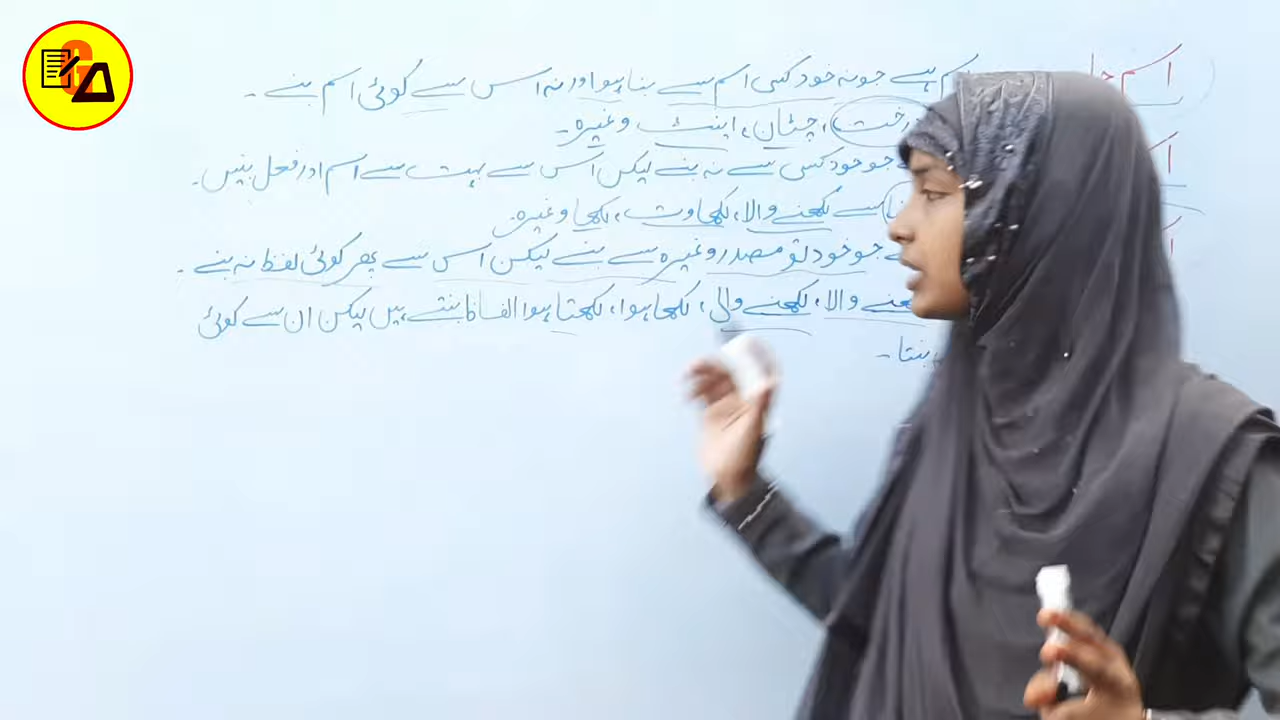 اسم ہے جو نہ خود کسی اسم سے بنا ہو اور نہ اس سے کوئی اسم بنے ۔
چٹان، اینٹ وغیرہ۔
جو خود کسی سے نہ بنے لیکن اس سے بہت سے اسم اور فعل بنیں۔
سے لکھنے والا، لکھاوٹ، لکھا وغیرہ۔
جو خود تو مصدر وغیرہ سے بنے لیکن اس سے پھر کوئی لفظ نہ بنے ۔
والا، لکھنے والی، لکھا ہوا، لکھتا ہوا الفاظ بنتے ہیں لیکن ان سے کوئی
بنتا ۔